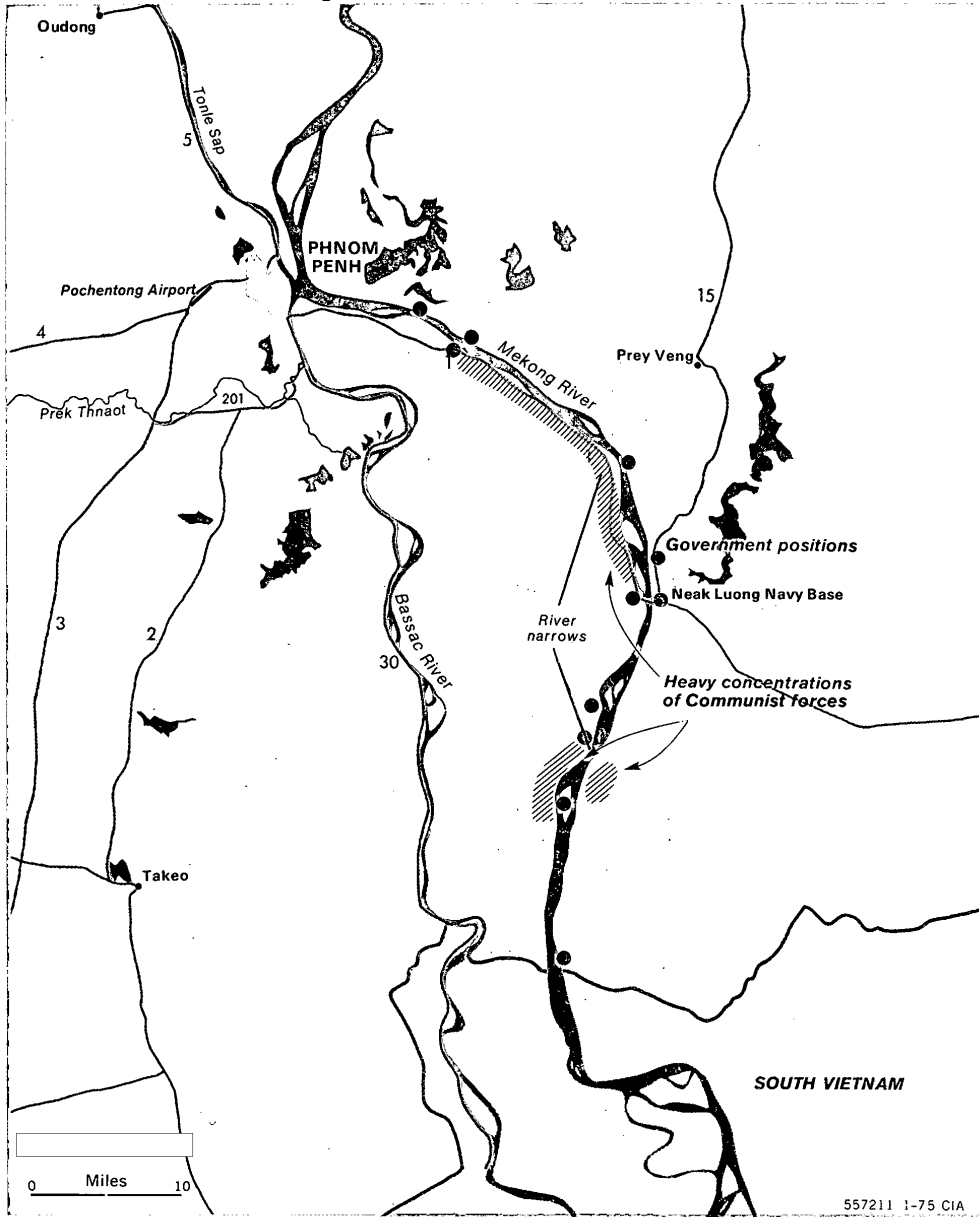 Oudong
Tonle Sap
5
PHNOM
PENH
Pochentong Airport
15
4
Mekong River
Prey Veng
Prek Thnaot
201
Government positions
Neak Luong Navy Base
River
narrows
Bassac River
3
2
30
Heavy concentrations
of Communist forces
Takeo
SOUTH VIETNAM
Miles
0 10
557211 1-75 CIA